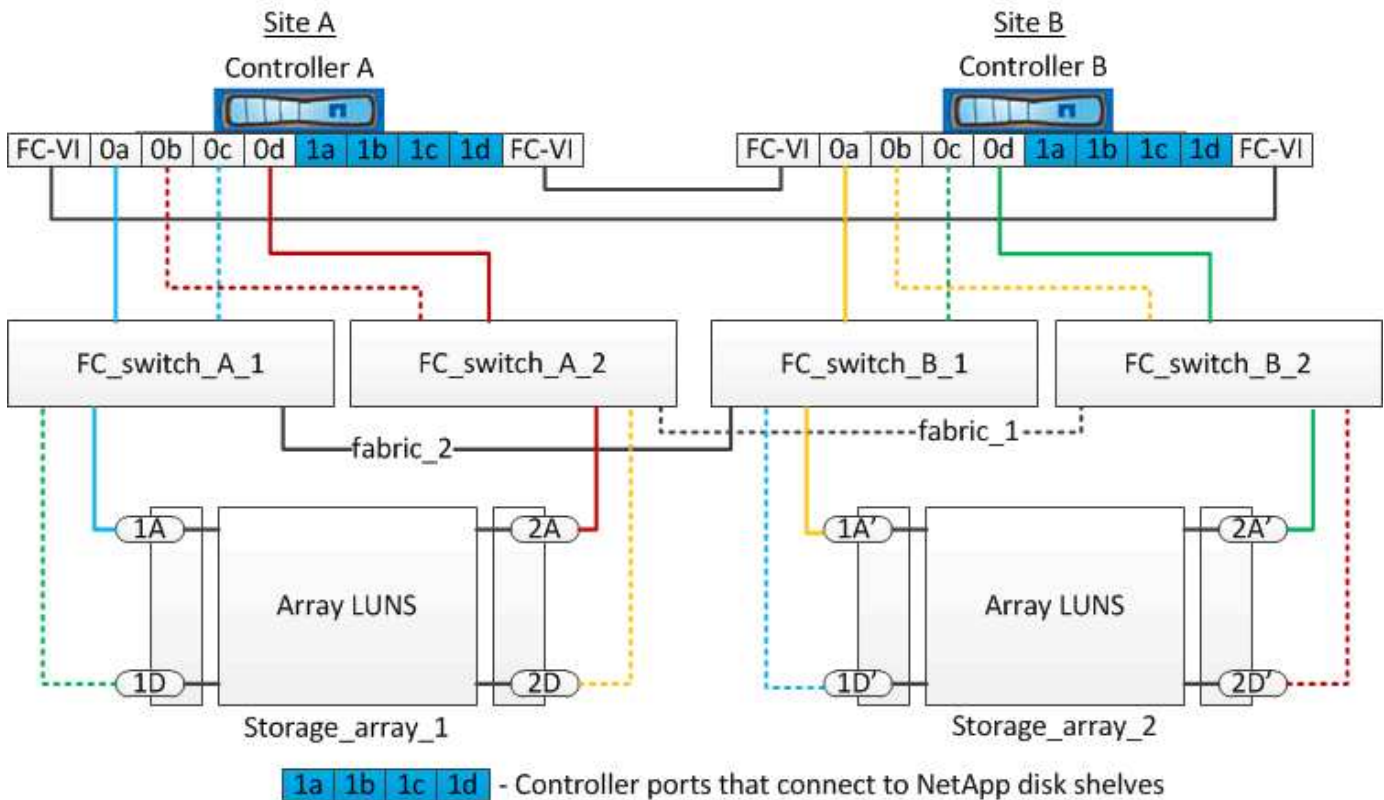 Site A Site B
Controller A Controller B
FC-VI 0a 0b 0c 0d 1a 1b 1c 1d FC-VI FC-VI 0a 0b 0c 0d 1a 1b 1c 1d FC-VI
FC_switch_A_1 FC_switch_A_2 FC_switch_B_1 FC_switch_B_2
fabric_2 fabric_1
1A 2A 1A’ 2A’
Array LUNS Array LUNS
1D 2D 1D’ 2D’
Storage_array_1 Storage_array_2
1a 1b 1c 1d - Controller ports that connect to NetApp disk shelves